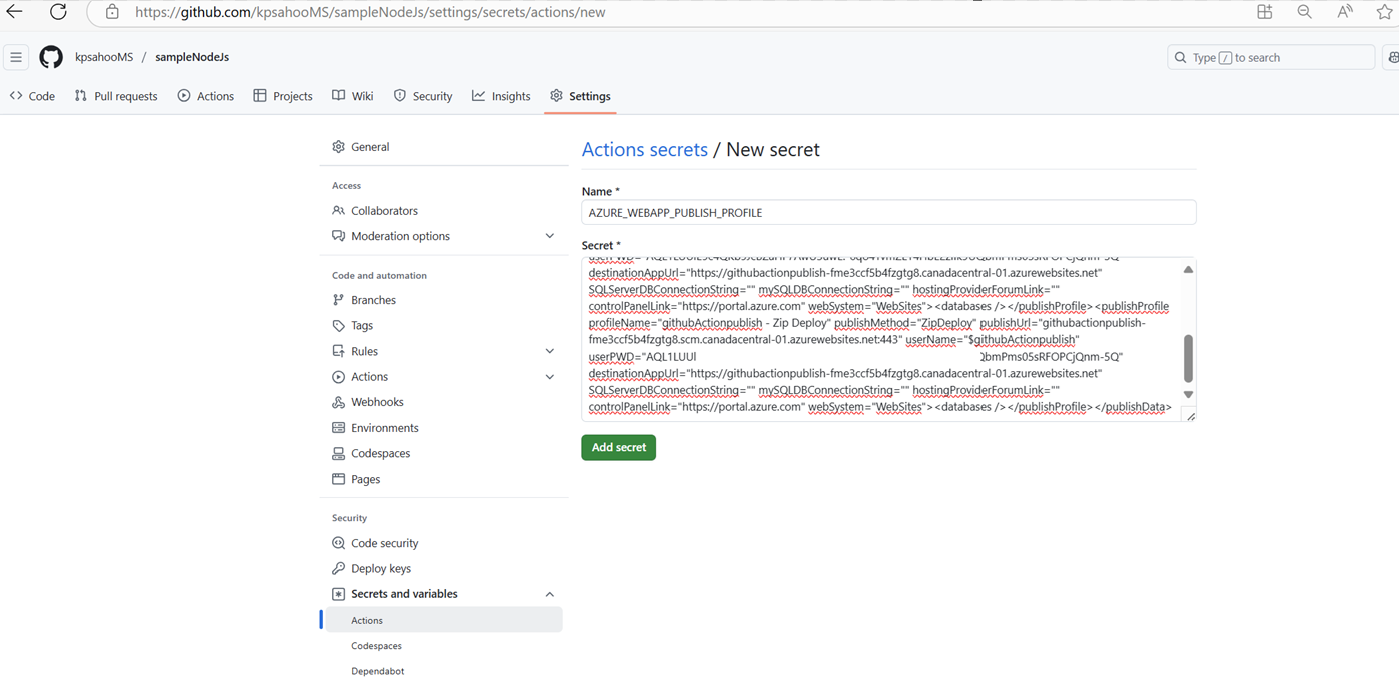 https://github.com/kpsahooMS/sampleNodeJs/settings/secrets/actions/new
kpsahooMS / sampleNodeJs
Type / to search
Code Pull requests Actions Projects Wiki Security Insights Settings
General
Access
Collaborators
Moderation options
Code and automation
Branches
Tags
Rules
Actions
Webhooks
Environments
Codespaces
Pages
Security
Code security
Deploy keys
Secrets and variables
Actions
Codespaces
Dependabot
Actions secrets / New secret
Name *
AZURE_WEBAPP_PUBLISH_PROFILE
Secret *
destinationAppUrl="https://githubactionpublish-fme3ccf5b4fzgtg8.canadacentral-01.azurewebsites.net"
SQLServerDBConnectionString="" mySQLDBConnectionString="" hostingProviderForumLink=""
controlPanelLink="https://portal.azure.com" webSystem="WebSites"><databases /></publishProfile><publishProfile
profileName="githubActionpublish - Zip Deploy" publishMethod="ZipDeploy" publishUrl="githubactionpublish-
fme3ccf5b4fzgtg8.scm.canadacentral-01.azurewebsites.net:443" userName="$githubActionpublish"
userPWD="AQL1LUUl QbmPms05sRFOPCjQnm-5Q"
destinationAppUrl="https://githubactionpublish-fme3ccf5b4fzgtg8.canadacentral-01.azurewebsites.net"
SQLServerDBConnectionString="" mySQLDBConnectionString="" hostingProviderForumLink=""
controlPanelLink="https://portal.azure.com" webSystem="WebSites"><databases /></publishProfile></publishData>
Add secret